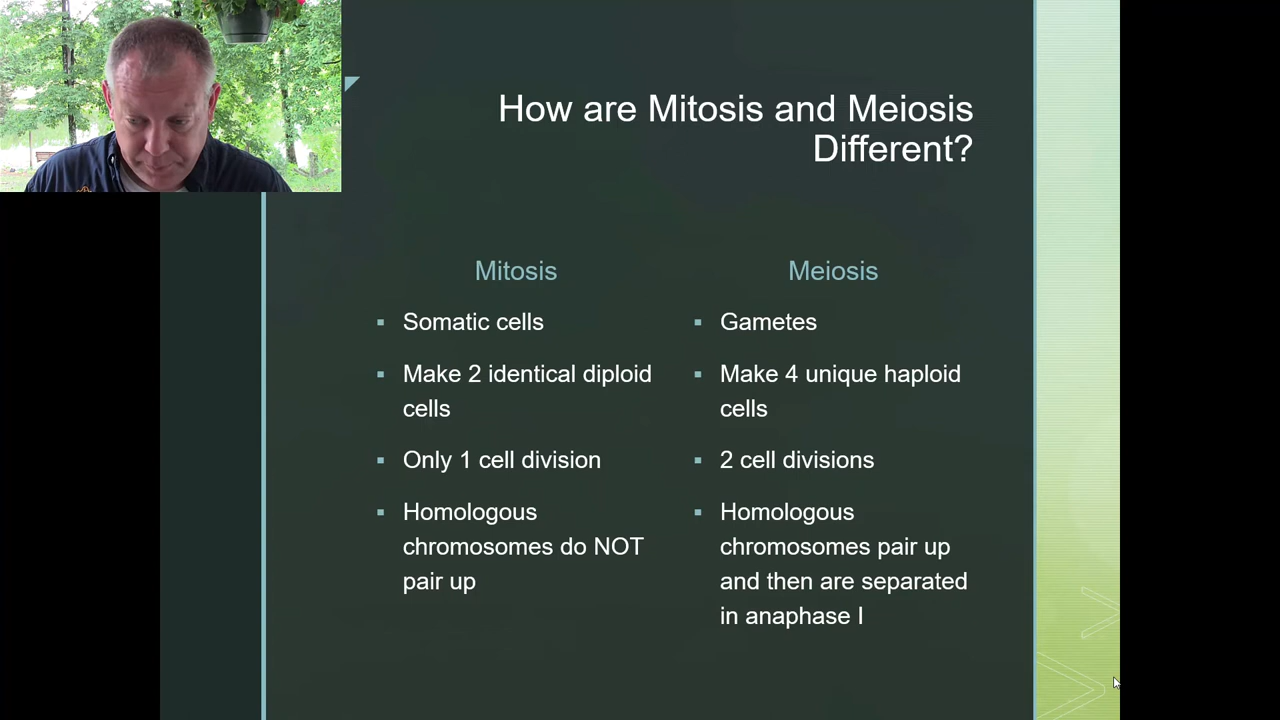 How are Mitosis and Meiosis
Different?
Mitosis
Somatic cells
Make 2 identical diploid
cells
Only 1 cell division
Homologous
chromosomes do NOT
pair up
Meiosis
Gametes
Make 4 unique haploid
cells
2 cell divisions
Homologous
chromosomes pair up
and then are separated
in anaphase I